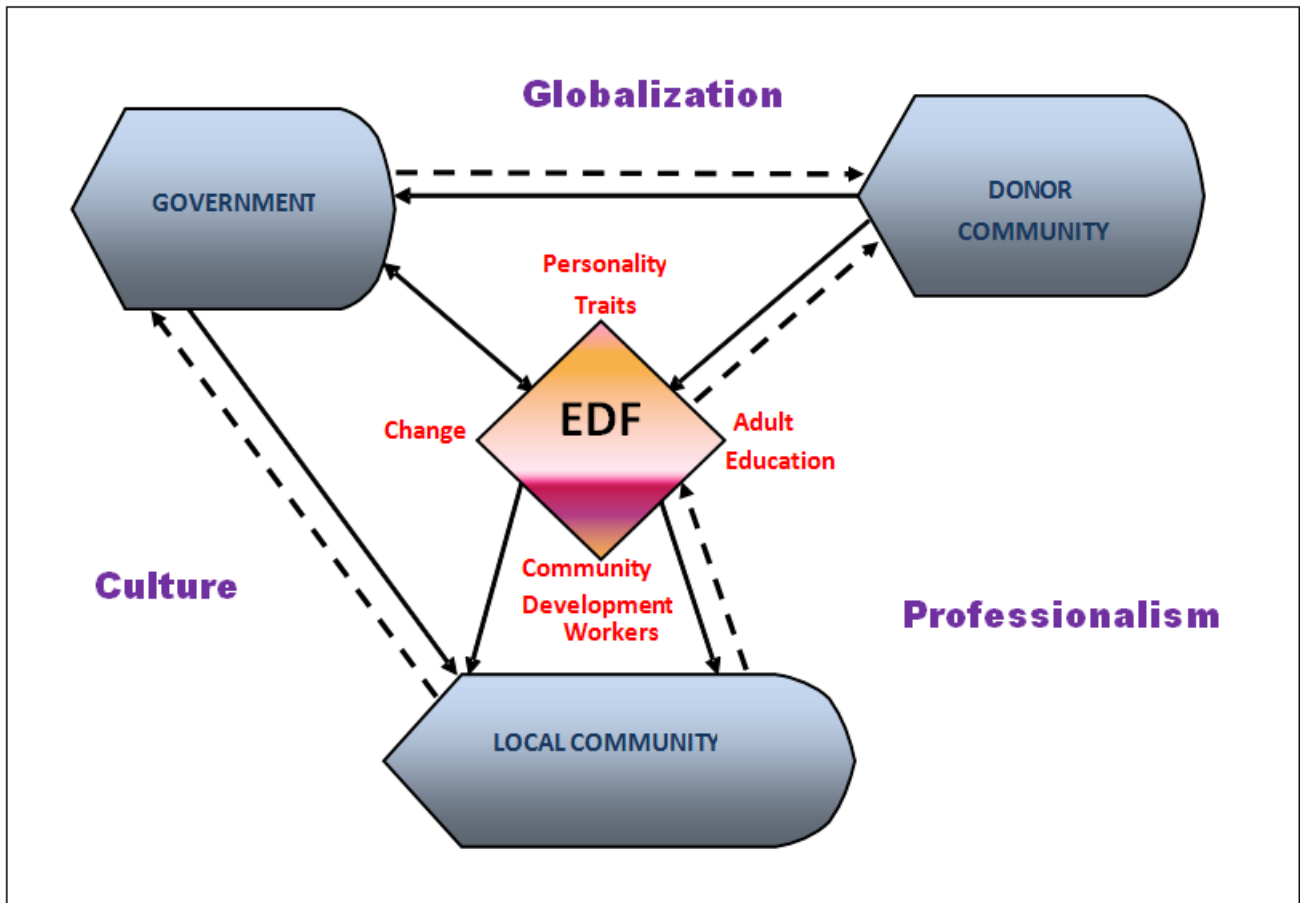 Globalization
GOVERNMENT
DONOR
COMMUNITY
Personality
Traits
EDF
Change
Adult
Education
Community
Development
Workers
Culture
Professionalism
LOCAL COMMUNITY